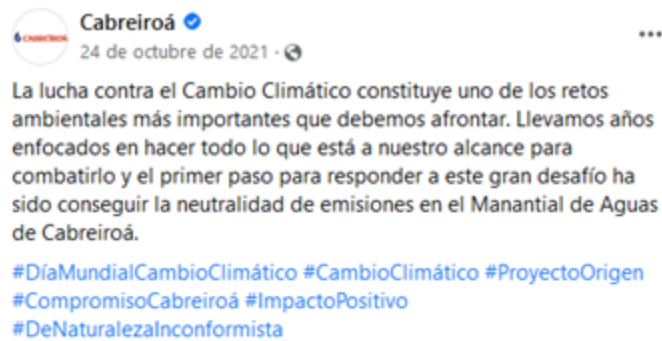 Cabreiroá
CABREIROÁ
24 de octubre de 2021 ·
La lucha contra el Cambio Climático constituye uno de los retos
ambientales más importantes que debemos afrontar. Llevamos años
enfocados en hacer todo lo que está a nuestro alcance para
combatirlo y el primer paso para responder a este gran desafío ha
sido conseguir la neutralidad de emisiones en el Manantial de Aguas
de Cabreiroá.
#DíaMundialCambioClimático #CambioClimático #ProyectoOrigen
#CompromisoCabreiroá #ImpactoPositivo
#DeNaturalezaInconformista